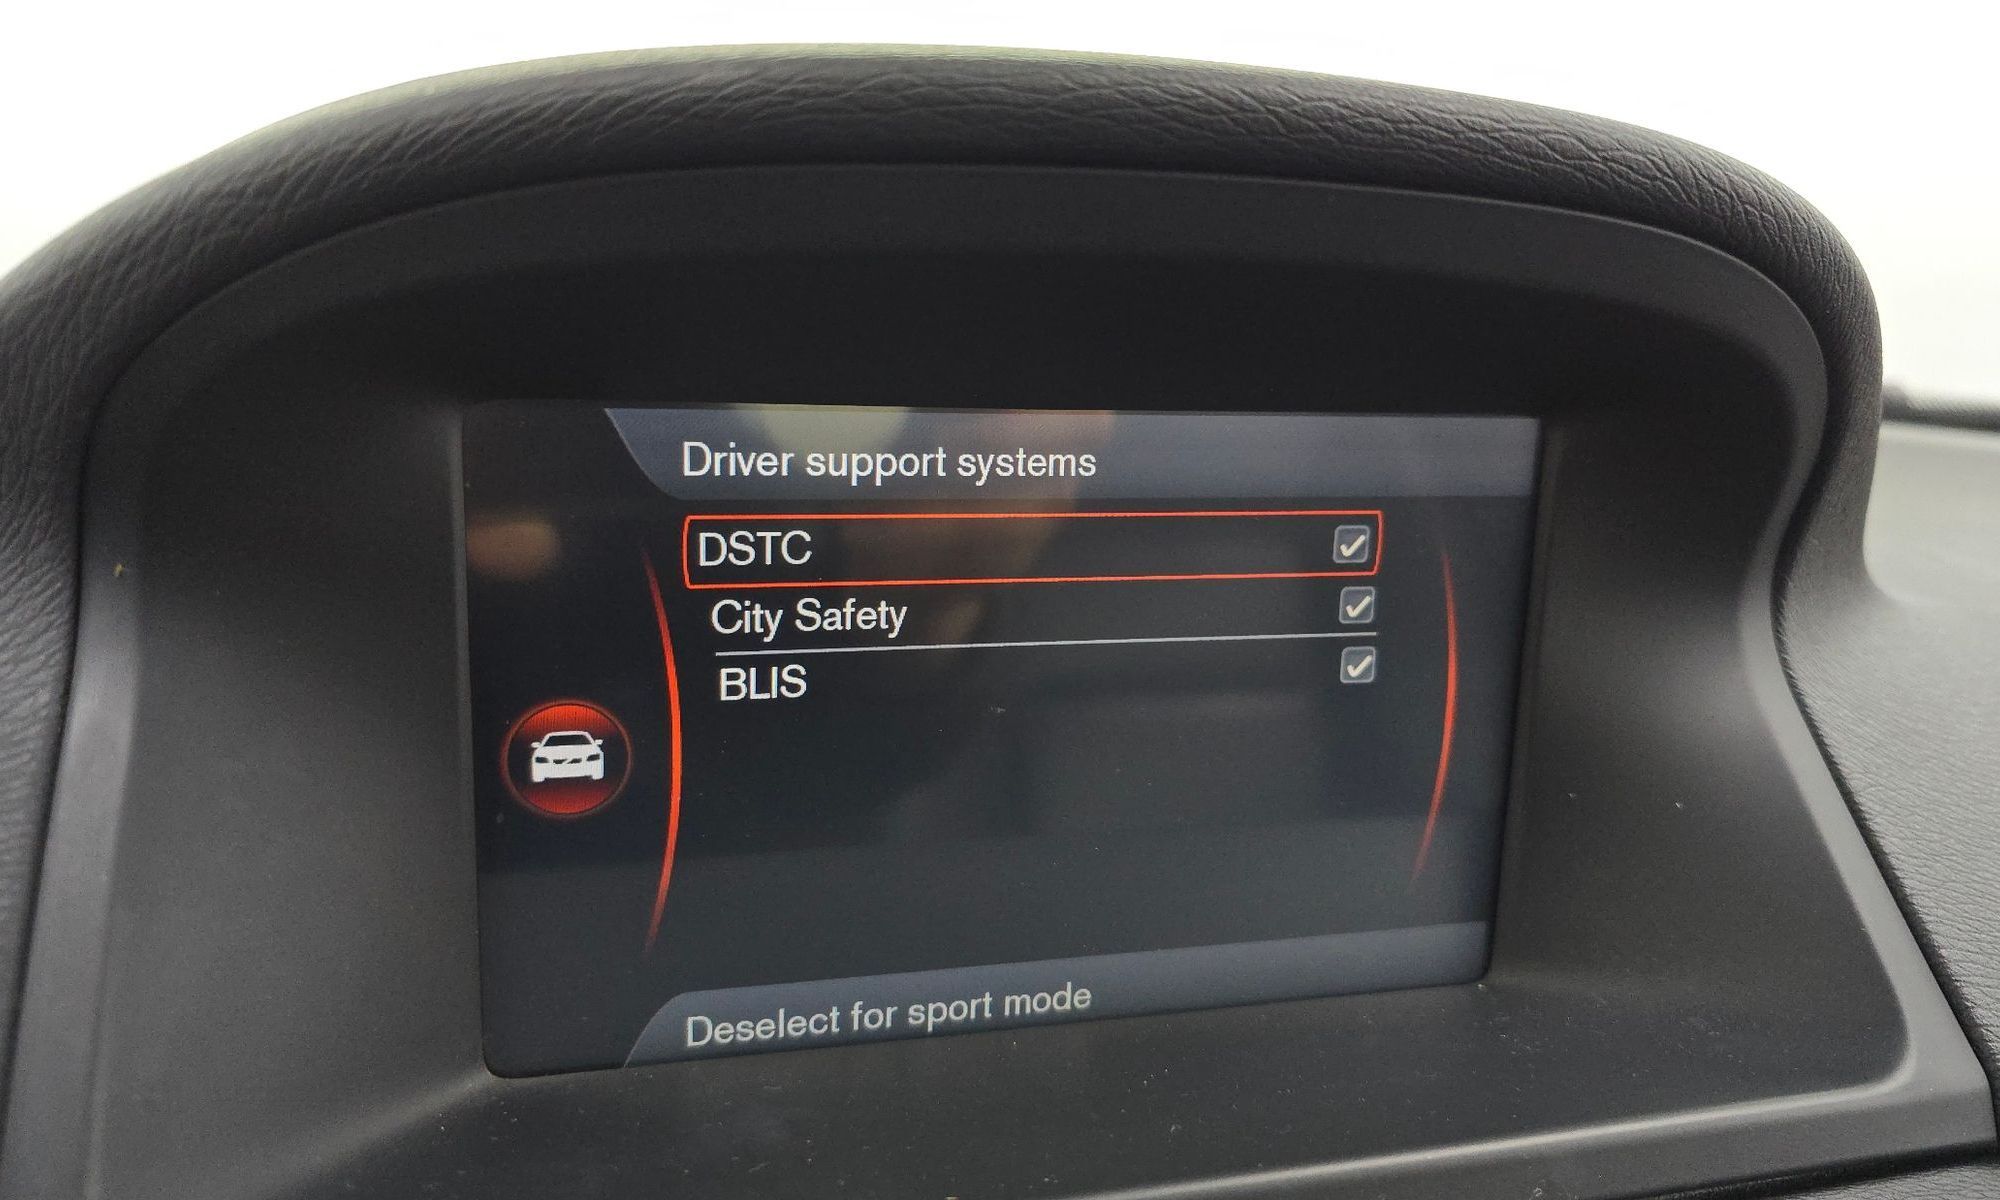 Driver support systems
DSTC
City Safety
BLIS
Deselect for sport mode